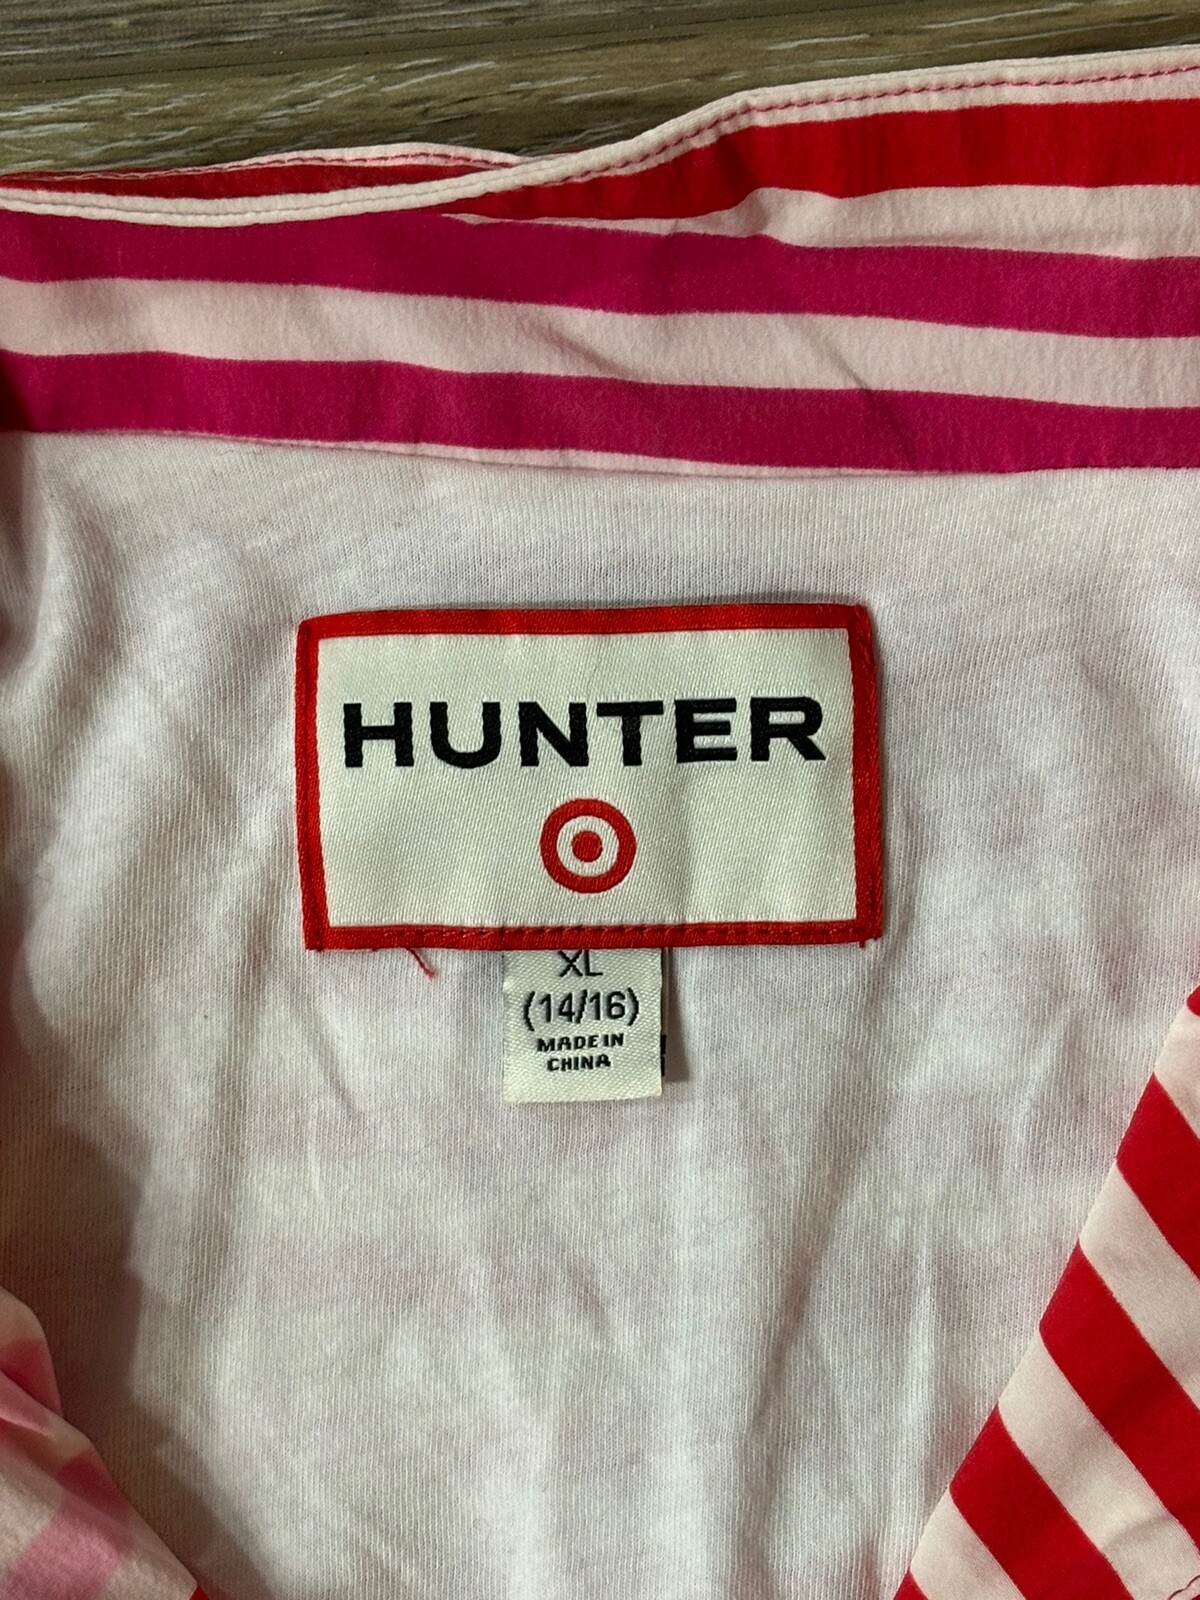 HUNTER
XL
(14/16)
MADE IN
CHINA